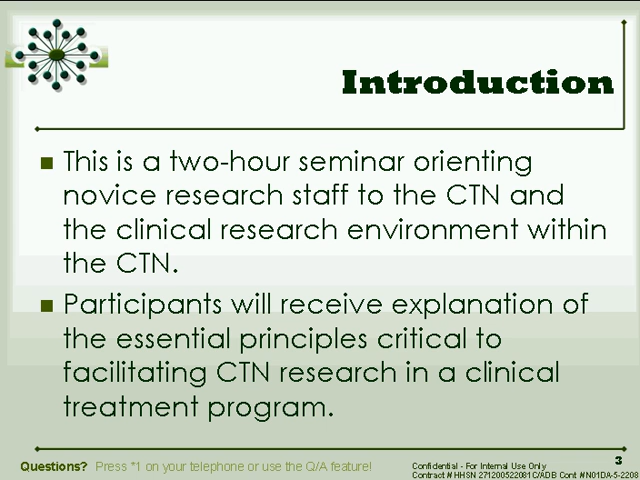 Introduction
■ This is a two-hour seminar orienting
novice research staff to the CTN and
the clinical research environment within
the CTN.
■ Participants will receive explanation of
the essential principles critical to
facilitating CTN research in a clinical
treatment program.
3
Questions? Press *1 on your telephone or use the Q/A feature!
Confidential - For Internal Use Only
Contract # HHSN 271200522081C/ADB Cont #N01DA-5-2208